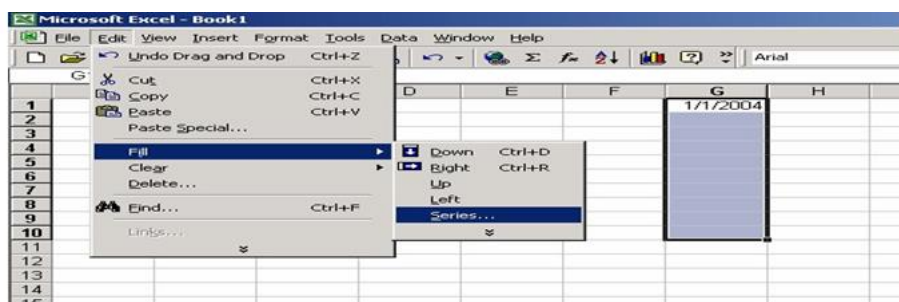 Microsoft Excel - Book1
File Edit View Insert Format Tools Data Window Help
Arial
G
D E F G H
Undo Drag and Drop Ctrl+Z
Cut Ctrl+X
Copy Ctrl+C
Paste Ctrl+V
Paste Special...
Fill
Clear
Delete...
Find... Ctrl+F
Links...
Down Ctrl+D
Right Ctrl+R
Up
Left
Series...
1 1/1/2004
2
3
4
5
6
7
8
9
10
11
12
13
14